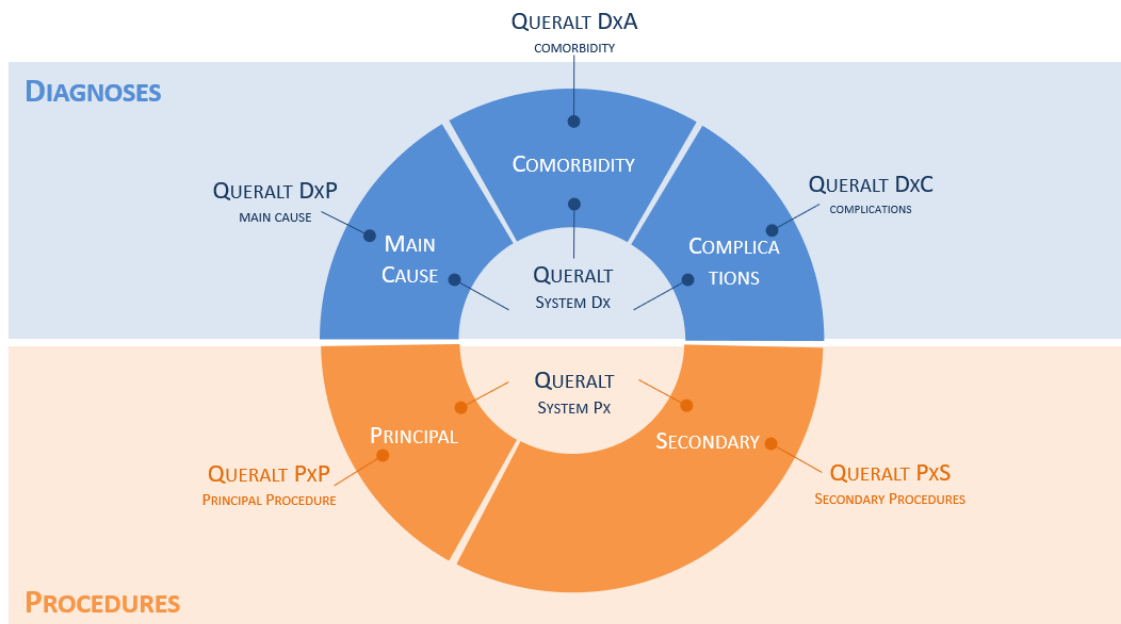 QUERALT DXA
COMORBIDITY
DIAGNOSES
COMORBIDITY
QUERALT DXP
MAIN CAUSE
QUERALT DXC
COMPLICATIONS
MAIN
CAUSE
COMPLICA
TIONS
QUERALT
SYSTEM DX
QUERALT
SYSTEM PX
PRINCIPAL
SECONDARY
QUERALT PXP
PRINCIPAL PROCEDURE
QUERALT PXS
SECONDARY PROCEDURES
PROCEDURES